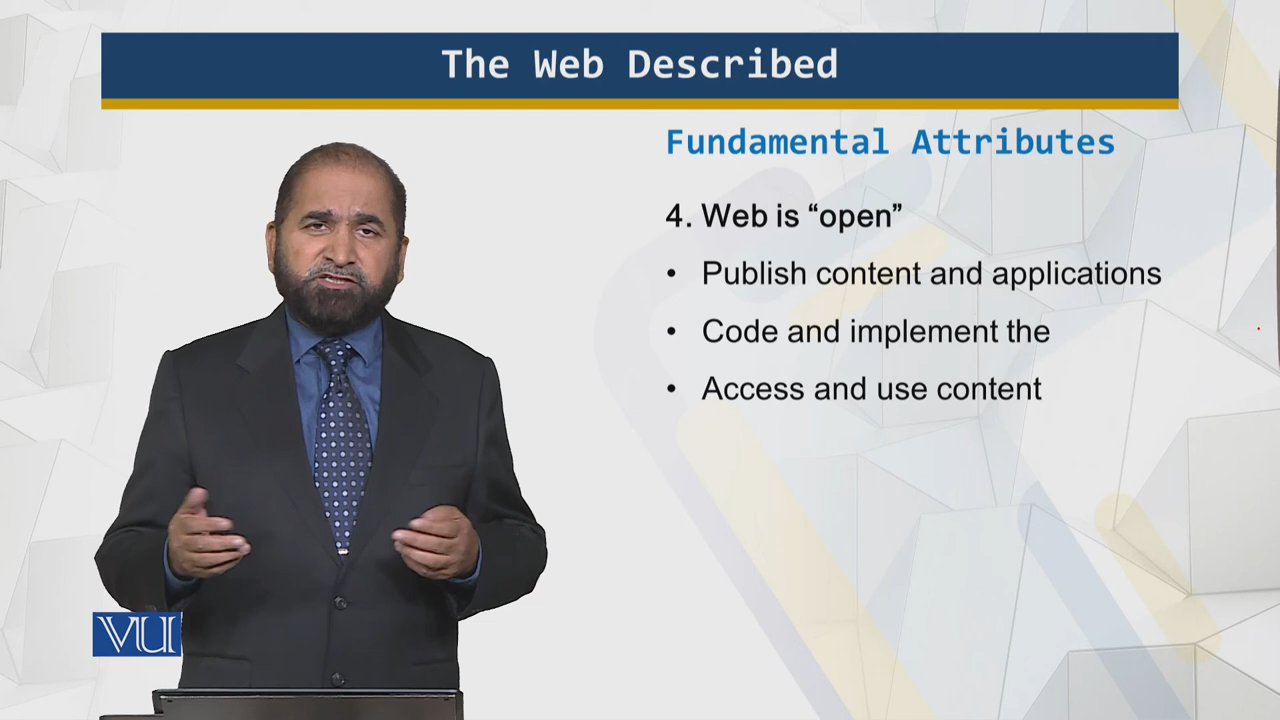 The Web Described
Fundamental Attributes
4. Web is “open”
• Publish content and applications
• Code and implement the
• Access and use content
VU